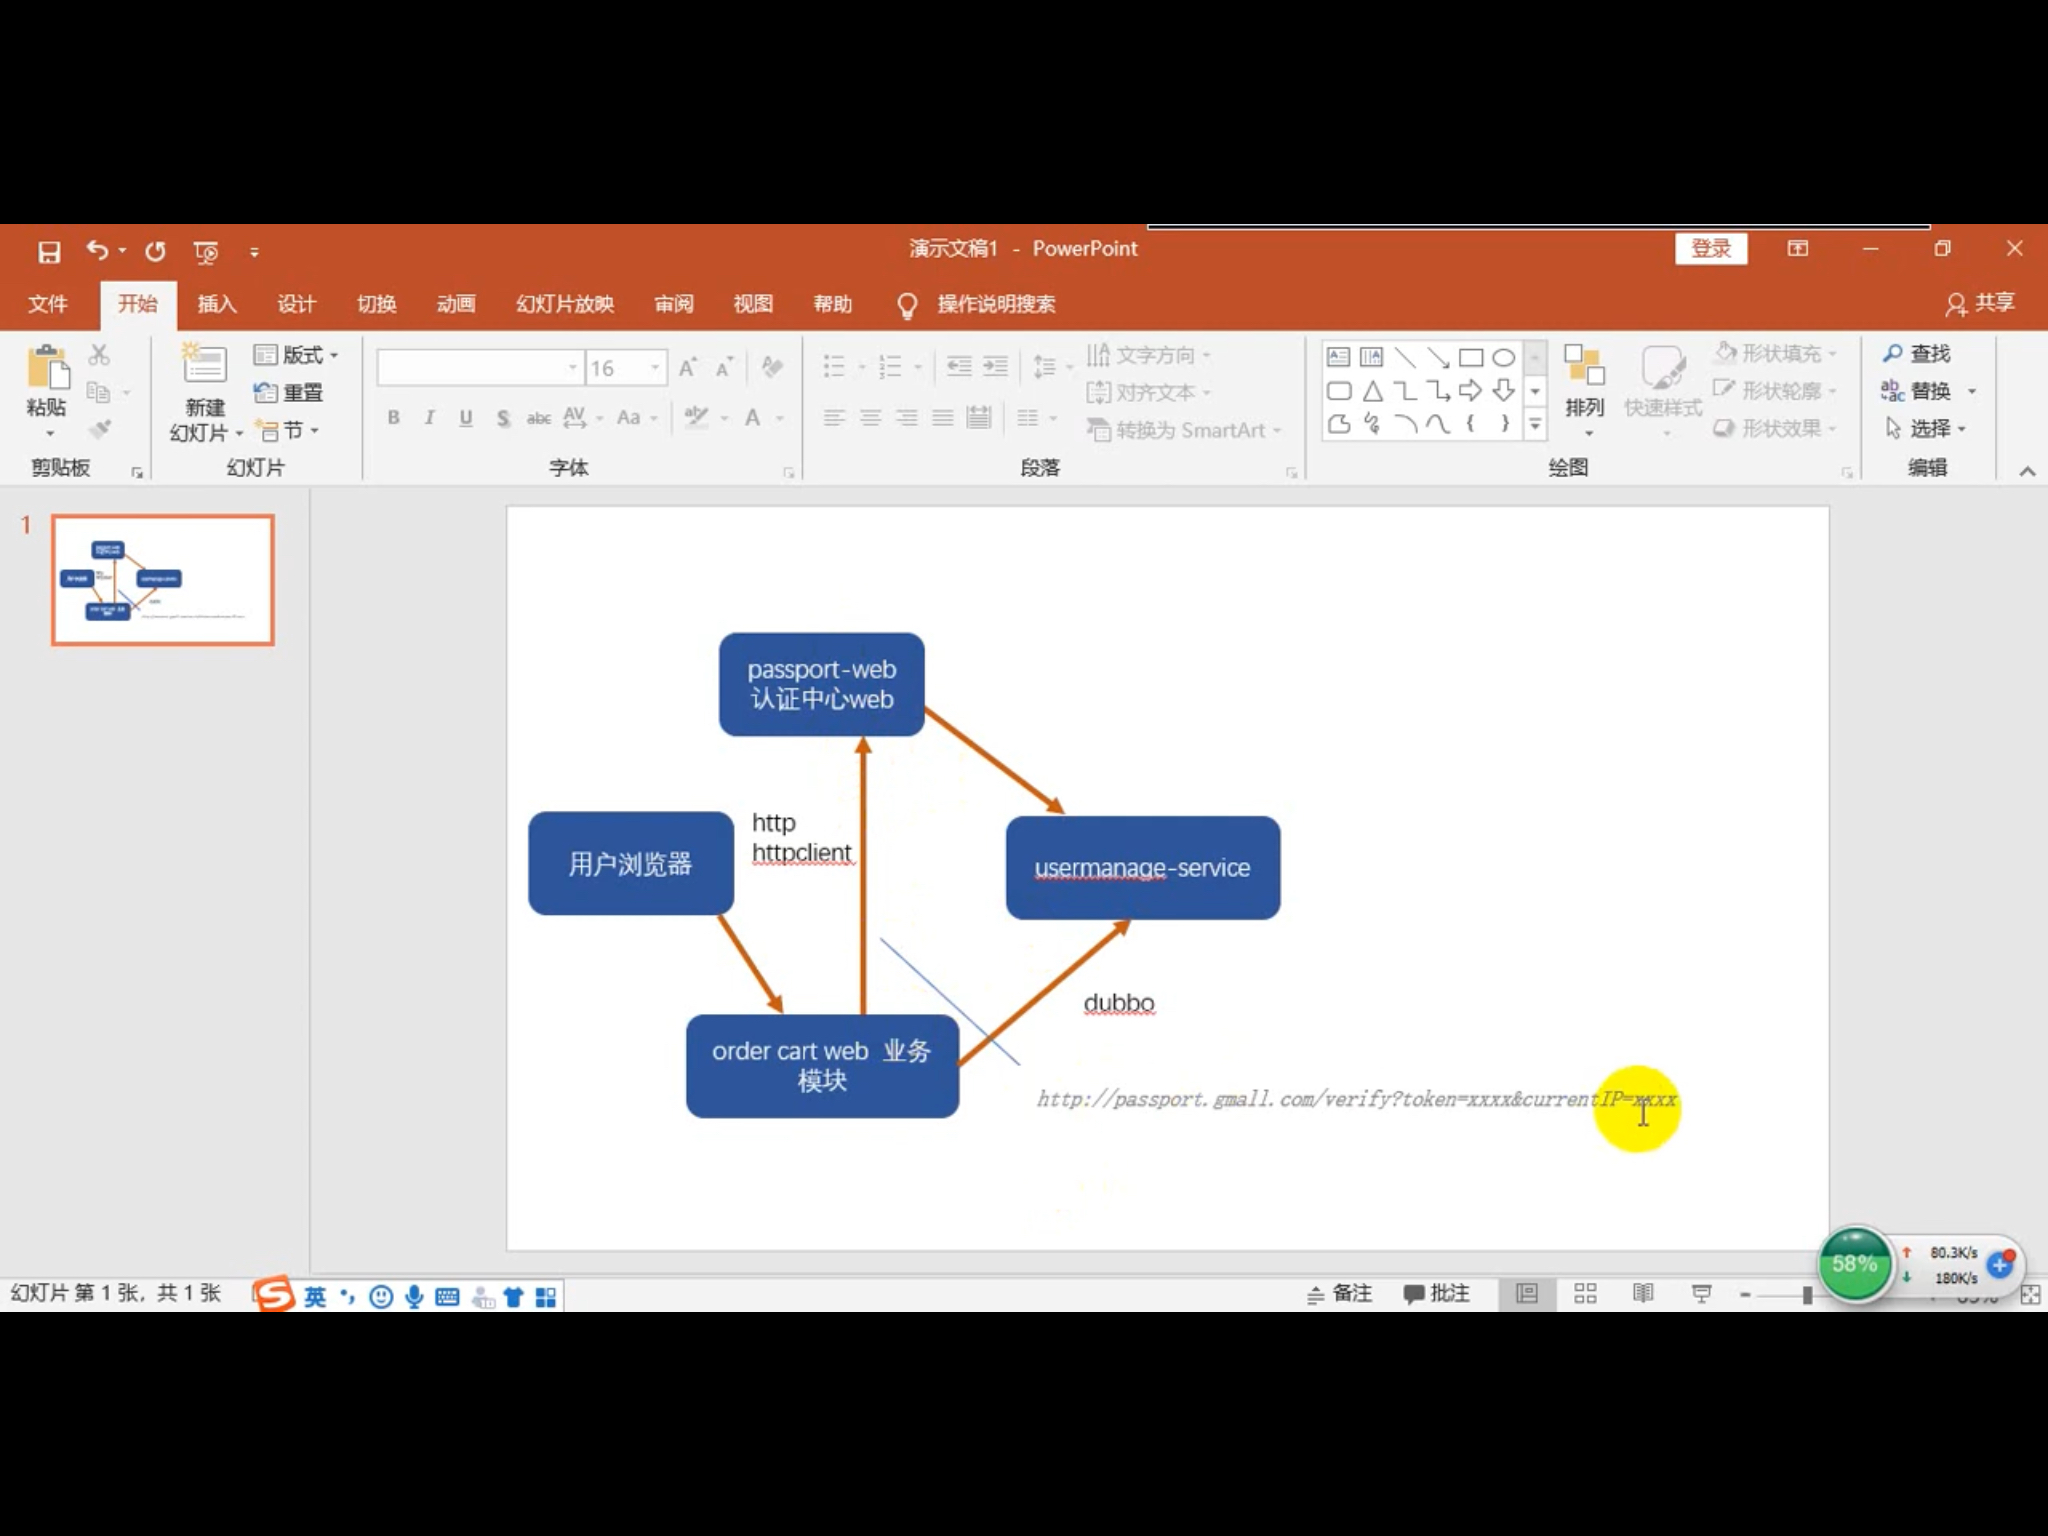 演示文稿1 - PowerPoint
登录
文件 开始 插入 设计 切换 动画 幻灯片放映 审阅 视图 帮助 操作说明搜索 共享
粘贴
剪贴板
新建
幻灯片
版式
重置
节
幻灯片
16
B I U S abc AV Aa A
字体
文字方向
对齐文本
转换为 SmartArt
段落
排列
快速样式
形状填充
形状轮廓
形状效果
绘图
查找
替换
选择
编辑
1
passport-web
认证中心web
http
httpclient
用户浏览器
usermanage-service
dubbo
order cart web 业务
模块
http://passport.gmall.com/verify?token=xxxx&currentIP=xxxx
58%
80.3K/s
180K/s
幻灯片 第 1 张，共 1 张
英
备注
批注